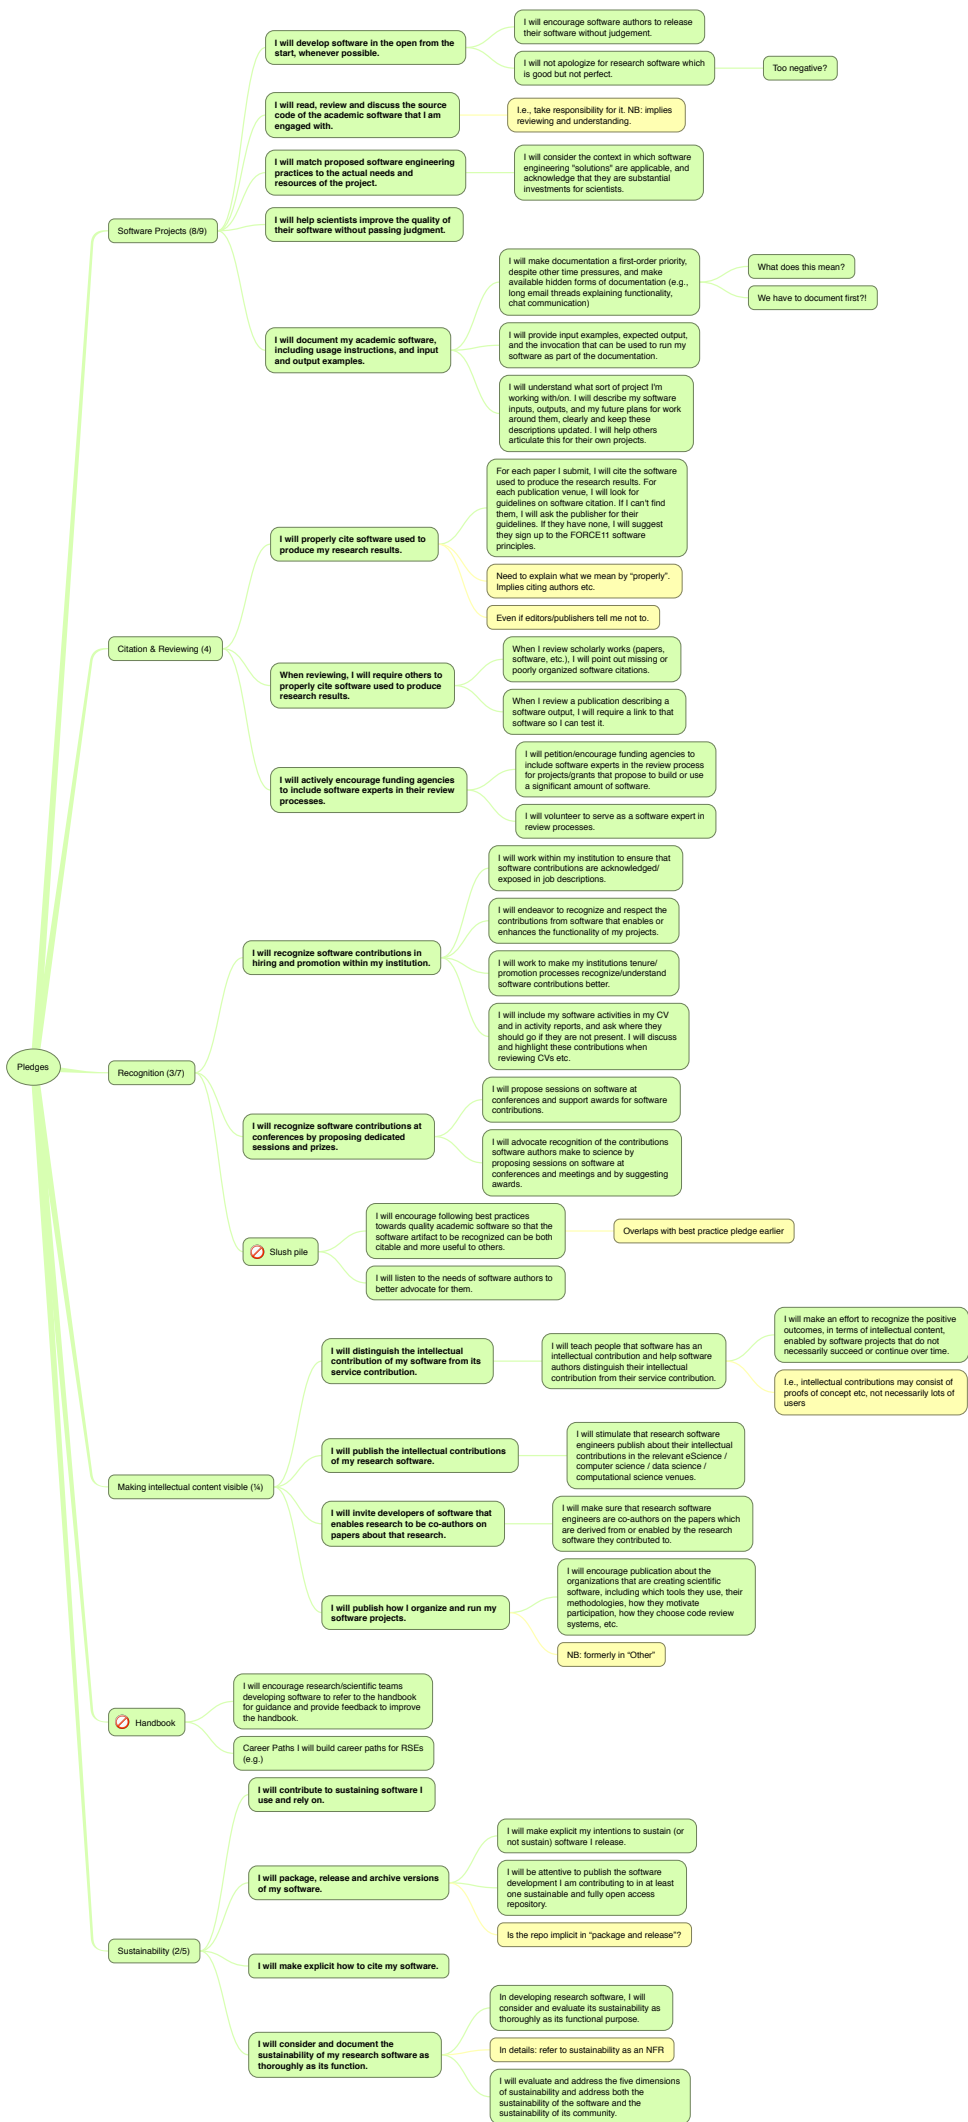 I will encourage software authors to release
their software without judgement.
I will develop software in the open from the
start, whenever possible.
I will not apologize for research software which
is good but not perfect.
Too negative?
I will read, review and discuss the source
code of the academic software that I am
engaged with.
I.e., take responsibility for it. NB: implies
reviewing and understanding.
I will match proposed software engineering
practices to the actual needs and
resources of the project.
I will consider the context in which software
engineering "solutions" are applicable, and
acknowledge that they are substantial
investments for scientists.
Software Projects (8/9)
I will help scientists improve the quality of
their software without passing judgment.
I will make documentation a first-order priority,
despite other time pressures, and make
available hidden forms of documentation (e.g.,
long email threads explaining functionality,
chat communication)
What does this mean?
We have to document first?!
I will document my academic software,
including usage instructions, and input
and output examples.
I will provide input examples, expected output,
and the invocation that can be used to run my
software as part of the documentation.
I will understand what sort of project I'm
working with/on. I will describe my software
inputs, outputs, and my future plans for work
around them, clearly and keep these
descriptions updated. I will help others
articulate this for their own projects.
For each paper I submit, I will cite the software
used to produce the research results. For
each publication venue, I will look for
guidelines on software citation. If I can't find
them, I will ask the publisher for their
guidelines. If they have none, I will suggest
they sign up to the FORCE11 software
principles.
I will properly cite software used to
produce my research results.
Need to explain what we mean by “properly”.
Implies citing authors etc.
Even if editors/publishers tell me not to.
Citation & Reviewing (4)
When I review scholarly works (papers,
software, etc.), I will point out missing or
poorly organized software citations.
When reviewing, I will require others to
properly cite software used to produce
research results.
When I review a publication describing a
software output, I will require a link to that
software so I can test it.
I will petition/encourage funding agencies to
include software experts in the review process
for projects/grants that propose to build or use
a significant amount of software.
I will actively encourage funding agencies
to include software experts in their review
processes.
I will volunteer to serve as a software expert in
review processes.
I will work within my institution to ensure that
software contributions are acknowledged/
exposed in job descriptions.
I will endeavor to recognize and respect the
contributions from software that enables or
enhances the functionality of my projects.
I will recognize software contributions in
hiring and promotion within my institution.
I will work to make my institutions tenure/
promotion processes recognize/understand
software contributions better.
I will include my software activities in my CV
and in activity reports, and ask where they
should go if they are not present. I will discuss
and highlight these contributions when
reviewing CVs etc.
Pledges
Recognition (3/7)
I will propose sessions on software at
conferences and support awards for software
contributions.
I will recognize software contributions at
conferences by proposing dedicated
sessions and prizes.
I will advocate recognition of the contributions
software authors make to science by
proposing sessions on software at
conferences and meetings and by suggesting
awards.
I will encourage following best practices
towards quality academic software so that the
software artifact to be recognized can be both
citable and more useful to others.
Overlaps with best practice pledge earlier
Slush pile
I will listen to the needs of software authors to
better advocate for them.
I will make an effort to recognize the positive
outcomes, in terms of intellectual content,
enabled by software projects that do not
necessarily succeed or continue over time.
I will distinguish the intellectual
contribution of my software from its
service contribution.
I will teach people that software has an
intellectual contribution and help software
authors distinguish their intellectual
contribution from their service contribution.
I.e., intellectual contributions may consist of
proofs of concept etc, not necessarily lots of
users
I will publish the intellectual contributions
of my research software.
I will stimulate that research software
engineers publish about their intellectual
contributions in the relevant eScience /
computer science / data science /
computational science venues.
Making intellectual content visible (¼)
I will invite developers of software that
enables research to be co-authors on
papers about that research.
I will make sure that research software
engineers are co-authors on the papers which
are derived from or enabled by the research
software they contributed to.
I will publish how I organize and run my
software projects.
I will encourage publication about the
organizations that are creating scientific
software, including which tools they use, their
methodologies, how they motivate
participation, how they choose code review
systems, etc.
NB: formerly in “Other”
I will encourage research/scientific teams
developing software to refer to the handbook
for guidance and provide feedback to improve
the handbook.
Handbook
Career Paths I will build career paths for RSEs
(e.g.)
I will contribute to sustaining software I
use and rely on.
I will make explicit my intentions to sustain (or
not sustain) software I release.
I will package, release and archive versions
of my software.
I will be attentive to publish the software
development I am contributing to in at least
one sustainable and fully open access
repository.
Is the repo implicit in “package and release”?
Sustainability (2/5)
I will make explicit how to cite my software.
In developing research software, I will
consider and evaluate its sustainability as
thoroughly as its functional purpose.
I will consider and document the
sustainability of my research software as
thoroughly as its function.
In details: refer to sustainability as an NFR
I will evaluate and address the five dimensions
of sustainability and address both the
sustainability of the software and the
sustainability of its community.